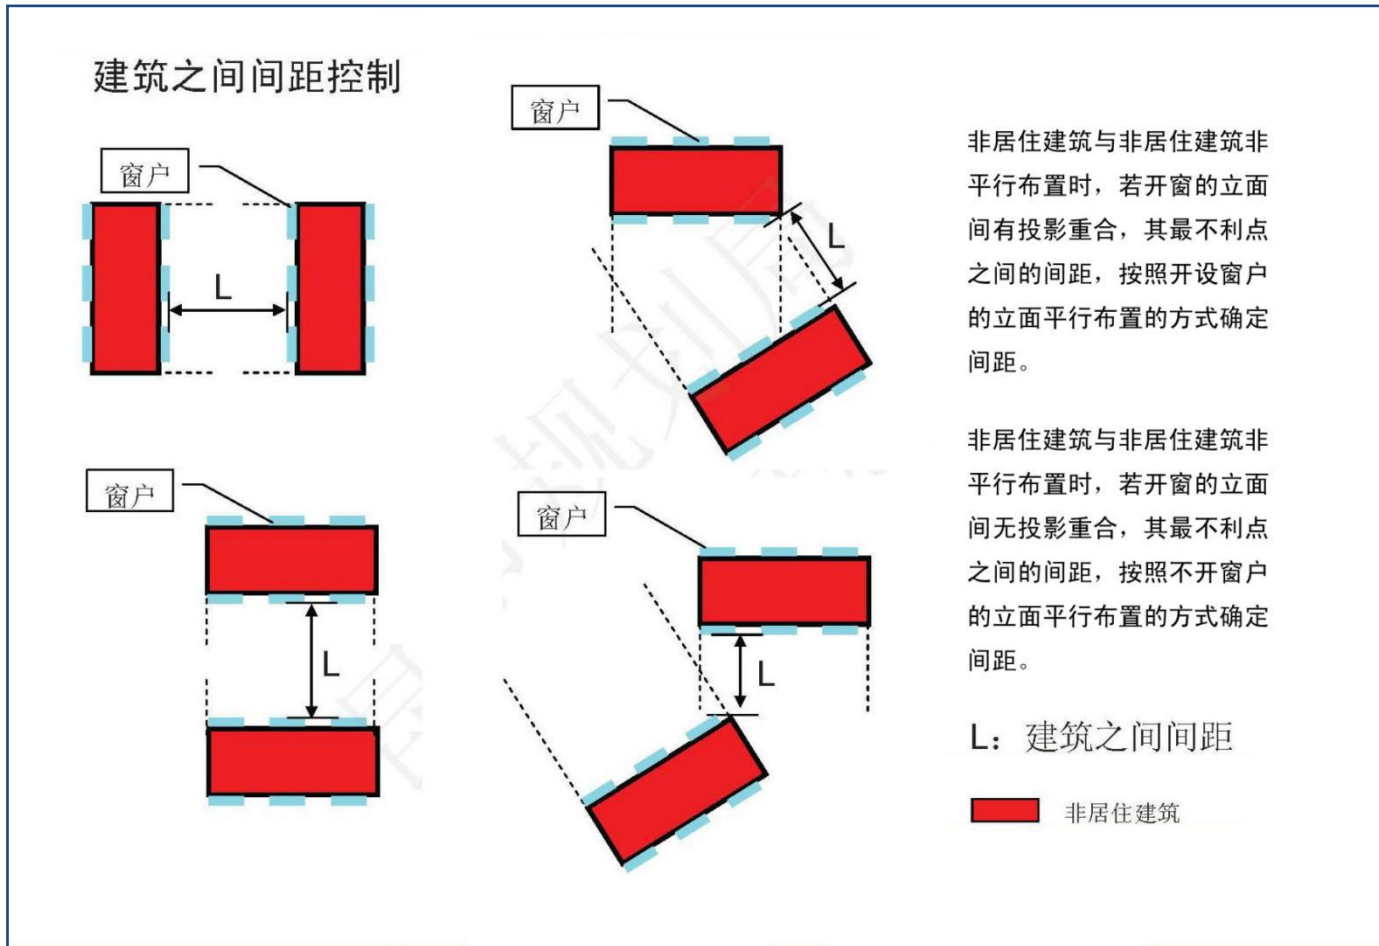 建筑之间间距控制
窗户
L
窗户
L
窗户
L
窗户
L
非居住建筑与非居住建筑非
平行布置时，若开窗的立面
间有投影重合，其最不利点
之间的间距，按照开设窗户
的立面平行布置的方式确定
间距。
非居住建筑与非居住建筑非
平行布置时，若开窗的立面
间无投影重合，其最不利点
之间的间距，按照不开窗户
的立面平行布置的方式确定
间距。
L：建筑之间间距
非居住建筑
规划局